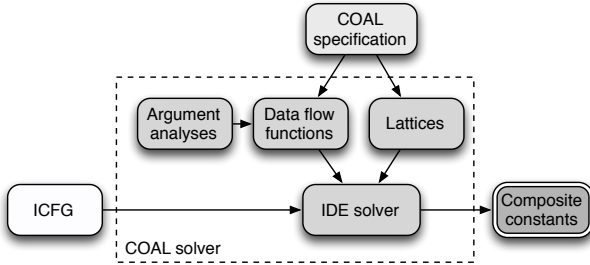 COAL
specification
Argument
analyses
Data flow
functions
Lattices
ICFG
IDE solver
Composite
constants
COAL solver